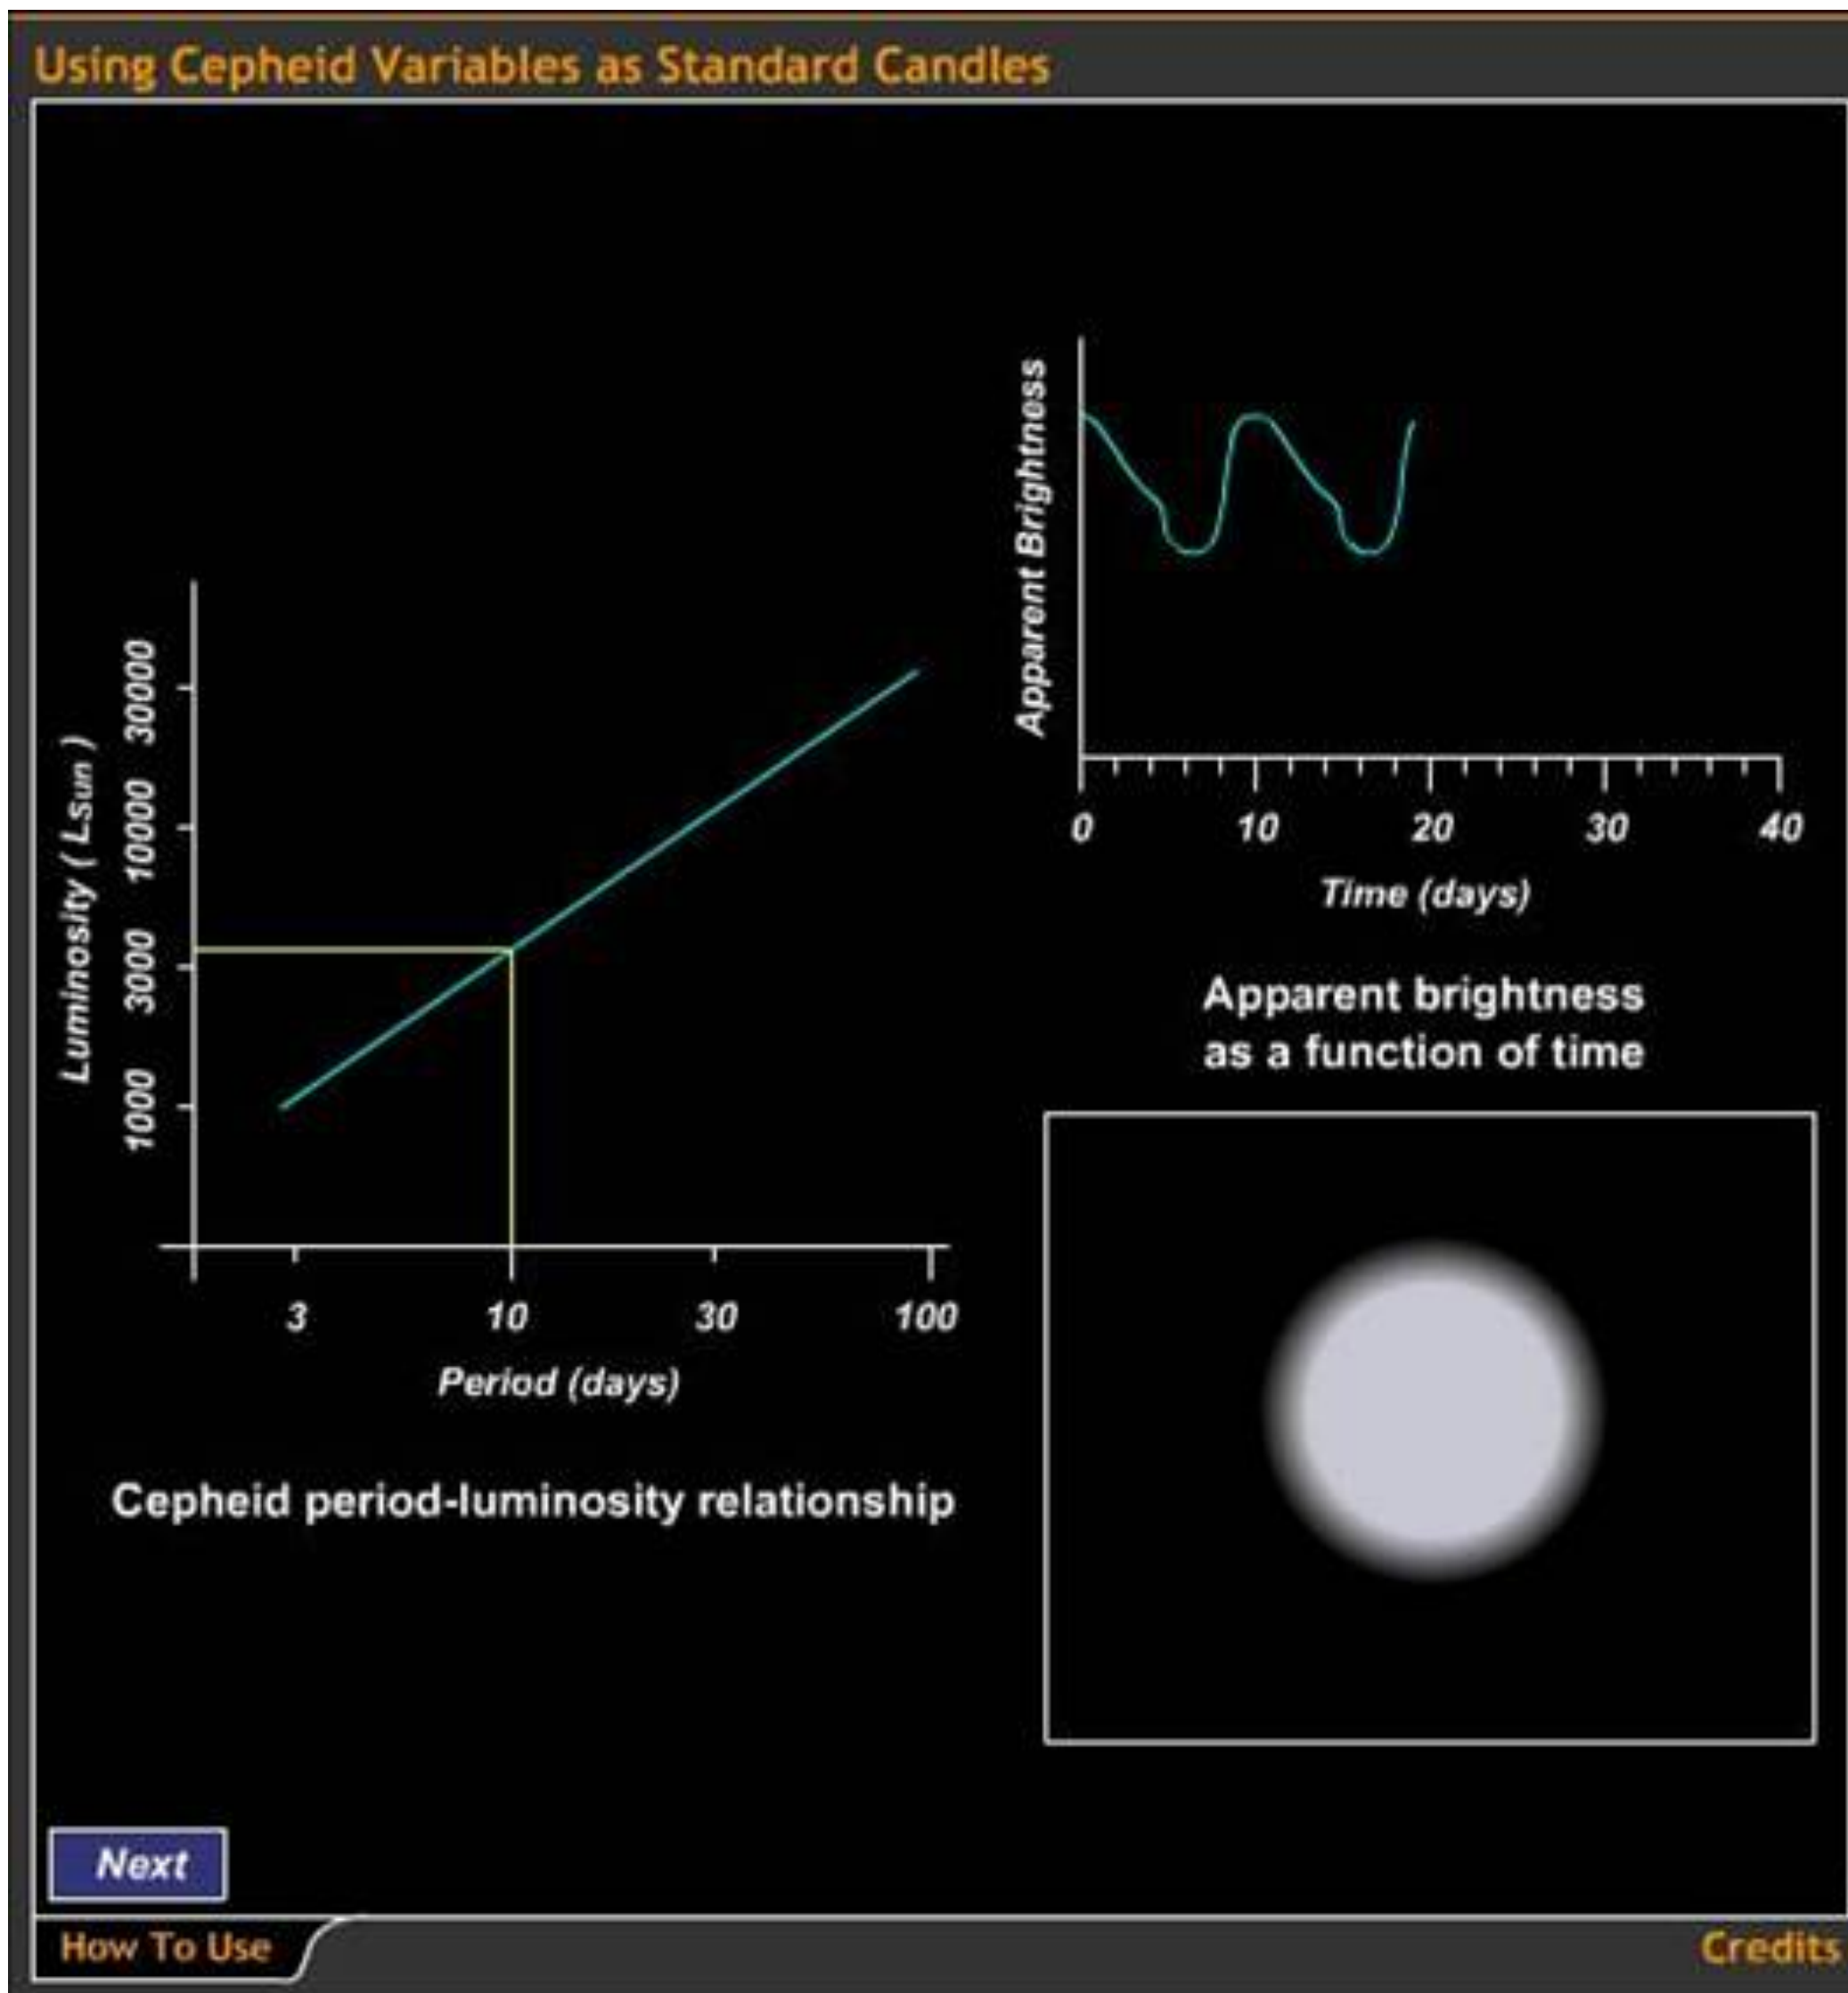 Using Cepheid Variables as Standard Candles
Apparent Brightness
0 10 20 30 40
Time (days)
Apparent brightness
as a function of time
Luminosity ( LSun )
30000
10000
3000
1000
3 10 30 100
Period (days)
Cepheid period-luminosity relationship
Next
How To Use
Credits